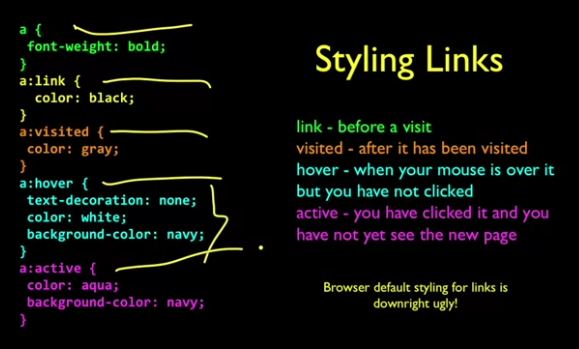 a {
font-weight: bold;
}
a:link {
color: black;
}
a:visited {
color: gray;
}
a:hover {
text-decoration: none;
color: white;
background-color: navy;
}
a:active {
color: aqua;
background-color: navy;
}
Styling Links
link - before a visit
visited - after it has been visited
hover - when your mouse is over it
but you have not clicked
active - you have clicked it and you
have not yet see the new page
Browser default styling for links is
downright ugly!